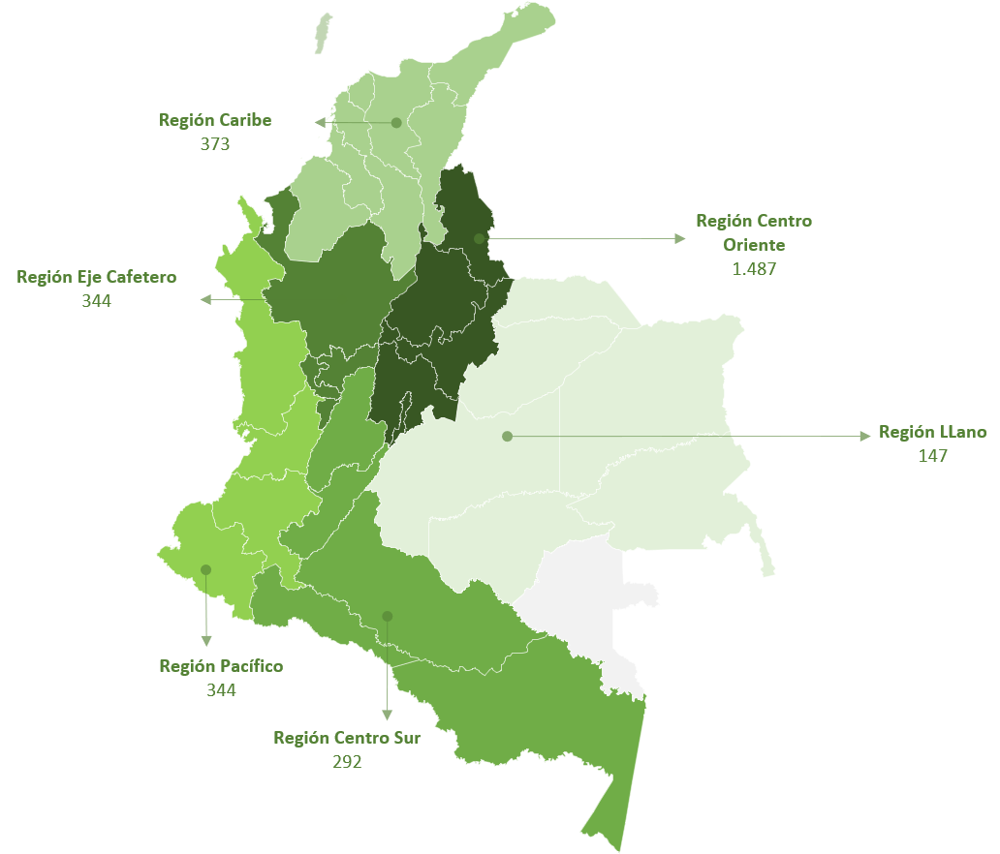 Región Caribe
373
Región Centro
Oriente
1.487
Región Eje Cafetero
344
Región LLano
147
Región Pacífico
344
Región Centro Sur
292